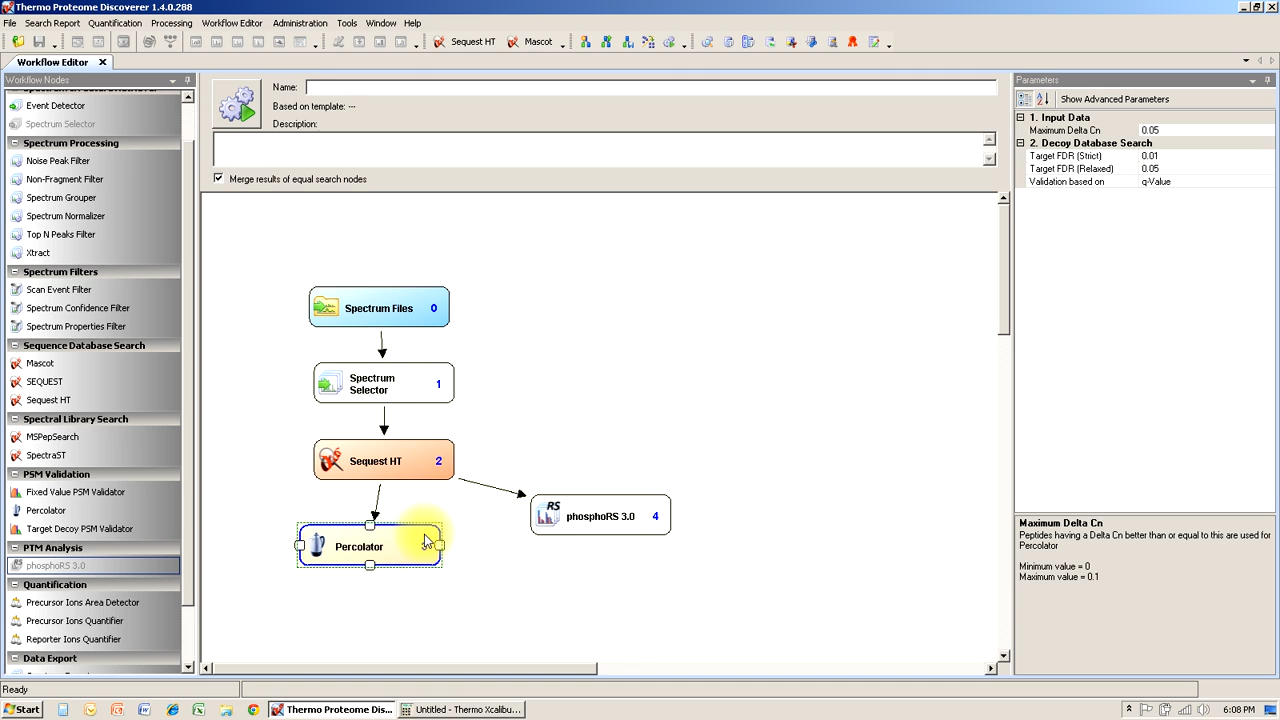 Thermo Proteome Discoverer 1.4.0.288
File Search Report Quantification Processing Workflow Editor Administration Tools Window Help
Sequest HT Mascot
Workflow Editor
Workflow Nodes
Event Detector
Spectrum Selector
Spectrum Processing
Noise Peak Filter
Non-Fragment Filter
Spectrum Grouper
Spectrum Normalizer
Top N Peaks Filter
Xtract
Spectrum Filters
Scan Event Filter
Spectrum Confidence Filter
Spectrum Properties Filter
Sequence Database Search
Mascot
SEQUEST
Sequest HT
Spectral Library Search
MSPepSearch
SpectraST
PSM Validation
Fixed Value PSM Validator
Percolator
Target Decoy PSM Validator
PTM Analysis
phosphoRS 3.0
Quantification
Precursor Ions Area Detector
Precursor Ions Quantifier
Reporter Ions Quantifier
Data Export
Name:
Based on template: ---
Description:
Merge results of equal search nodes
Spectrum Files 0
Spectrum
Selector 1
Sequest HT 2
RS
phosphoRS 3.0 4
Percolator
Parameters
Show Advanced Parameters
1. Input Data
Maximum Delta Cn 0.05
2. Decoy Database Search
Target FDR (Strict) 0.01
Target FDR (Relaxed) 0.05
Validation based on q-Value
Maximum Delta Cn
Peptides having a Delta Cn better than or equal to this are used for
Percolator
Minimum value = 0
Maximum value = 0.1
Ready
Start
Thermo Proteome Dis...
Untitled - Thermo Xcalibu...
6:08 PM